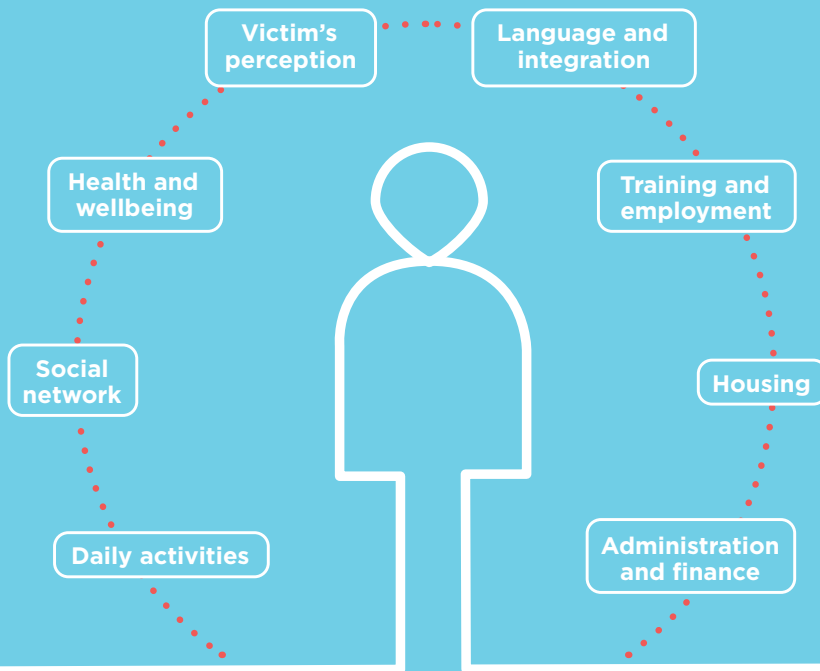 Victim’s
perception
Language and
integration
Health and
wellbeing
Training and
employment
Social
network
Housing
Daily activities
Administration
and finance